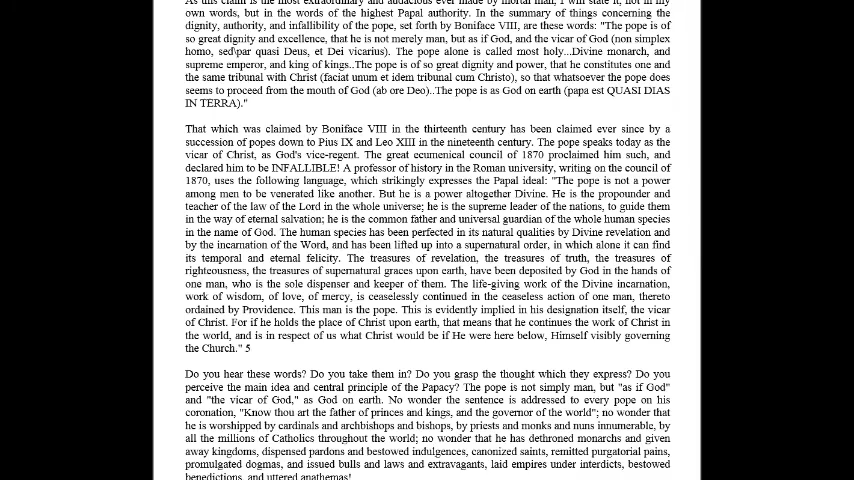 As this claim is the most extraordinary and audacious ever made by mortal man, I will state it, not in my
own words, but in the words of the highest Papal authority. In the summary of things concerning the
dignity, authority, and infallibility of the pope, set forth by Boniface VIII, are these words: "The pope is of
so great dignity and excellence, that he is not merely man, but as if God, and the vicar of God (non simplex
homo, sed\par quasi Deus, et Dei vicarius). The pope alone is called most holy...Divine monarch, and
supreme emperor, and king of kings..The pope is of so great dignity and power, that he constitutes one and
the same tribunal with Christ (faciat unum et idem tribunal cum Christo), so that whatsoever the pope does
seems to proceed from the mouth of God (ab ore Deo)..The pope is as God on earth (papa est QUASI DIAS
IN TERRA)."
That which was claimed by Boniface VIII in the thirteenth century has been claimed ever since by a
succession of popes down to Pius IX and Leo XIII in the nineteenth century. The pope speaks today as the
vicar of Christ, as God's vice-regent. The great ecumenical council of 1870 proclaimed him such, and
declared him to be INFALLIBLE! A professor of history in the Roman university, writing on the council of
1870, uses the following language, which strikingly expresses the Papal ideal: "The pope is not a power
among men to be venerated like another. But he is a power altogether Divine. He is the propounder and
teacher of the law of the Lord in the whole universe; he is the supreme leader of the nations, to guide them
in the way of eternal salvation; he is the common father and universal guardian of the whole human species
in the name of God. The human species has been perfected in its natural qualities by Divine revelation and
by the incarnation of the Word, and has been lifted up into a supernatural order, in which alone it can find
its temporal and eternal felicity. The treasures of revelation, the treasures of truth, the treasures of
righteousness, the treasures of supernatural graces upon earth, have been deposited by God in the hands of
one man, who is the sole dispenser and keeper of them. The life-giving work of the Divine incarnation,
work of wisdom, of love, of mercy, is ceaselessly continued in the ceaseless action of one man, thereto
ordained by Providence. This man is the pope. This is evidently implied in his designation itself, the vicar
of Christ. For if he holds the place of Christ upon earth, that means that he continues the work of Christ in
the world, and is in respect of us what Christ would be if He were here below, Himself visibly governing
the Church." 5
Do you hear these words? Do you take them in? Do you grasp the thought which they express? Do you
perceive the main idea and central principle of the Papacy? The pope is not simply man, but "as if God"
and "the vicar of God," as God on earth. No wonder the sentence is addressed to every pope on his
coronation, "Know thou art the father of princes and kings, and the governor of the world"; no wonder that
he is worshipped by cardinals and archbishops and bishops, by priests and monks and nuns innumerable, by
all the millions of Catholics throughout the world; no wonder that he has dethroned monarchs and given
away kingdoms, dispensed pardons and bestowed indulgences, canonized saints, remitted purgatorial pains,
promulgated dogmas, and issued bulls and laws and extravagants, laid empires under interdicts, bestowed
benedictions, and uttered anathemas!